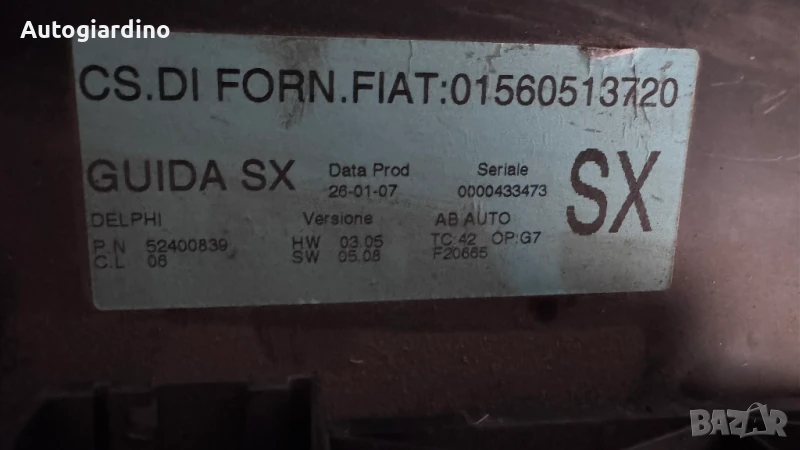 Autogiardino
CS.DI FORN.FIAT:01560513720
GUIDA SX
Data Prod
26-01-07
Seriale
0000433473
SX
DELPHI
P.N 52400839
C.L 06
Versione
HW 03.05
SW 05.08
AB AUTO
TC:42 OP:G7
F20665
BAZAR